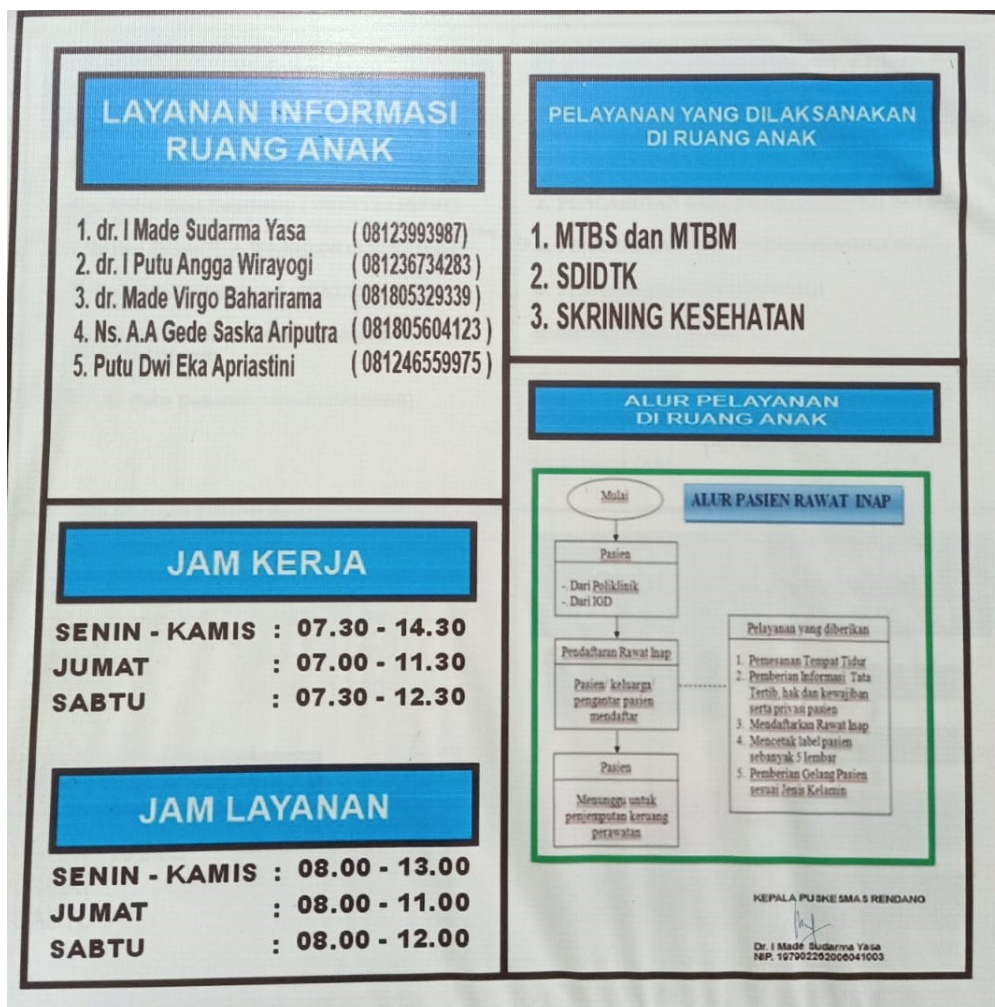 LAYANAN INFORMASI
RUANG ANAK
1. dr. I Made Sudarma Yasa ( 08123993987)
2. dr. I Putu Angga Wirayogi ( 081236734283 )
3. dr. Made Virgo Baharirama ( 081805329339 )
4. Ns. A.A Gede Saska Ariputra ( 081805604123 )
5. Putu Dwi Eka Apriastini ( 081246559975 )
JAM KERJA
SENIN - KAMIS : 07.30 - 14.30
JUMAT : 07.00 - 11.30
SABTU : 07.30 - 12.30
JAM LAYANAN
SENIN - KAMIS : 08.00 - 13.00
JUMAT : 08.00 - 11.00
SABTU : 08.00 - 12.00
PELAYANAN YANG DILAKSANAKAN
DI RUANG ANAK
1. MTBS dan MTBM
2. SDIDTK
3. SKRINING KESEHATAN
ALUR PELAYANAN
DI RUANG ANAK
ALUR PASIEN RAWAT INAP
Mulai
Pasien
-. Dari Poliklinik
-. Dari IGD
Pendaftaran Rawat Inap
Pasien/ keluarga/
pengantar pasien
mendaftar
Pasien
Menunggu untuk
penjemputan keruang
perawatan
Pelayanan yang diberikan
1. Pemesanan Tempat Tidur
2. Pemberian Informasi Tata
Tertib, hak dan kewajiban
serta privasi pasien
3. Mendaftarkan Rawat Inap
4. Mencetak label pasien
sebanyak 5 lembar
5. Pemberian Gelang Pasien
sesuai Jenis Kelamin
KEPALA PUSKESMAS RENDANG
Dr. I Made Sudarma Yasa
NIP. 197902262006041003